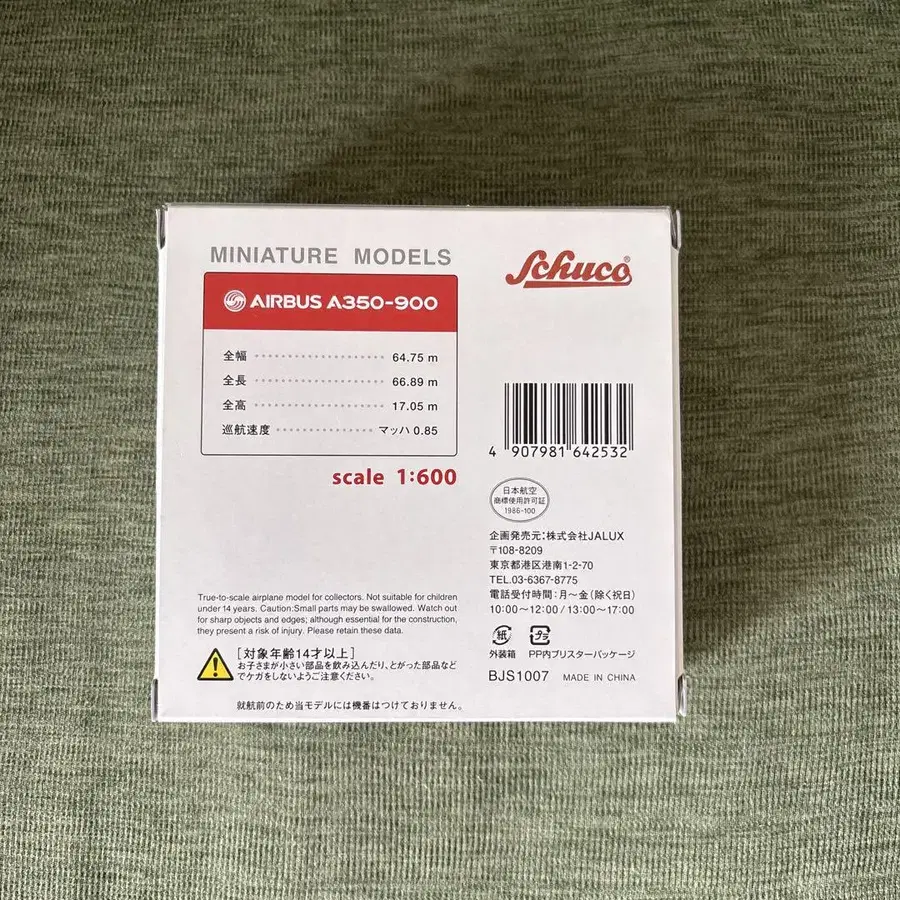 MINIATURE MODELS
Schuco®
AIRBUS A350-900
全幅 64.75 m
全長 66.89 m
全高 17.05 m
巡航速度 マッハ 0.85
scale 1:600
4 907981 642532
日本航空
商標使用許可証
1986-100
企画発売元:株式会社JALUX
〒108-8209
東京都港区港南1-2-70
TEL.03-6367-8775
電話受付時間:月〜金(除く祝日)
10:00〜12:00/13:00〜17:00
紙
プラ
外装箱
PP内ブリスターパッケージ
BJS1007 MADE IN CHINA
True-to-scale airplane model for collectors. Not suitable for children
under 14 years. Caution:Small parts may be swallowed. Watch out
for sharp objects and edges; although essential for the construction,
they present a risk of injury. Please retain these data.
[対象年齢14才以上]
お子さまが小さい部品を飲み込んだり、とがった部品など
でケガをしないようご注意ください。
就航前のため当モデルには機番はつけておりません。